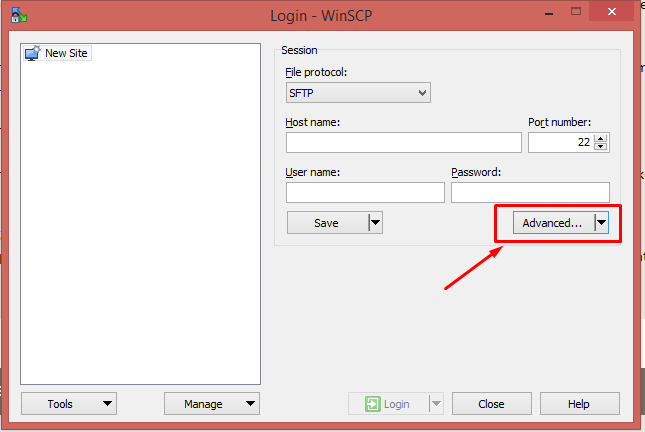 Login - WinSCP
New Site
Session
File protocol:
SFTP
Host name:
Port number:
22
User name:
Password:
Save
Advanced...
Tools
Manage
Login
Close
Help